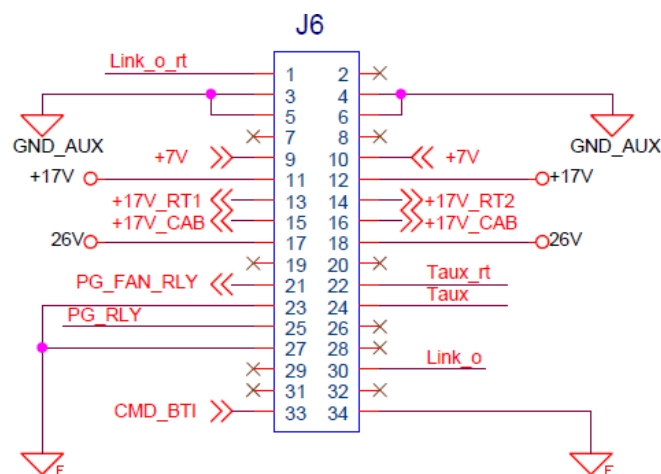 J6
Link_o_rt 1 2
3 4
5 6
GND_AUX GND_AUX
7 8
+7V 9 10 +7V
+17V 11 12 +17V
+17V_RT1 13 14 +17V_RT2
+17V_CAB 15 16 +17V_CAB
26V 17 18 26V
19 20
PG_FAN_RLY 21 22 Taux_rt
23 24 Taux
PG_RLY 25 26
27 28
29 30 Link_o
31 32
CMD_BTI 33 34